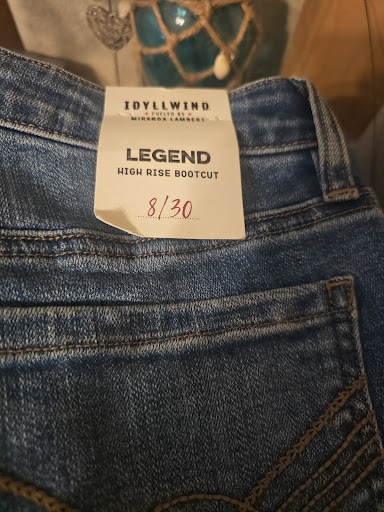 IDYLLWIND
★ FUELED BY ★
MIRANDA LAMBERT
LEGEND
HIGH RISE BOOTCUT
8/30